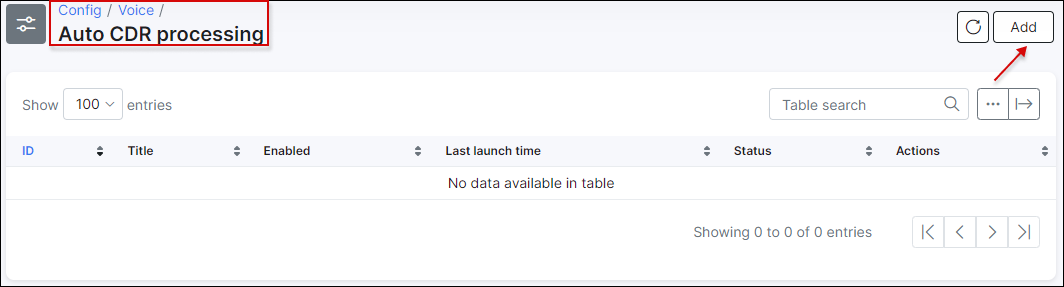 Config / Voice /
Auto CDR processing
Add
Show 100 entries
Table search
ID Title Enabled Last launch time Status Actions
No data available in table
Showing 0 to 0 of 0 entries